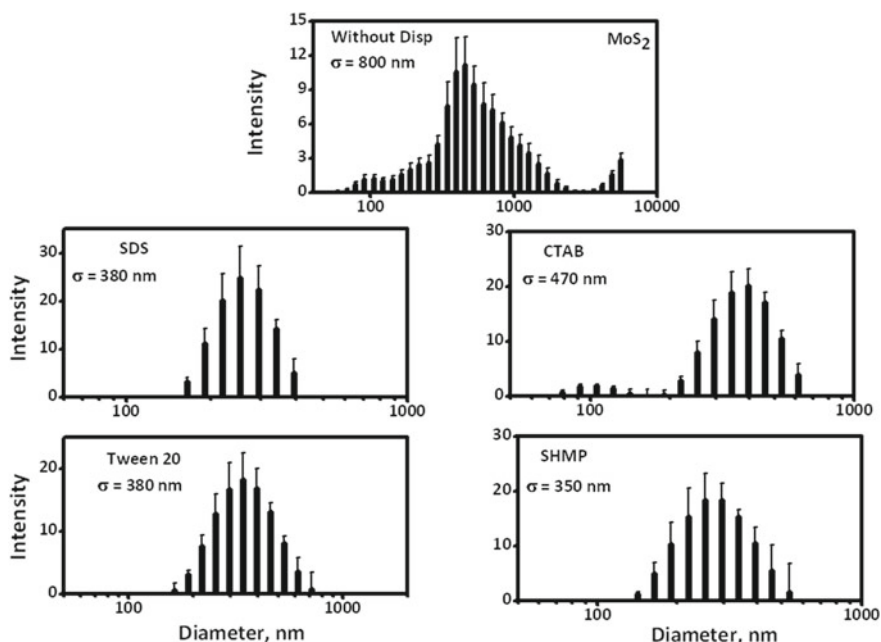 Without Disp
σ = 800 nm
MoS2
Intensity
15
12
9
6
3
0
100
1000
10000
SDS
σ = 380 nm
Intensity
30
20
10
0
100
1000
CTAB
σ = 470 nm
30
20
10
0
100
1000
Tween 20
σ = 380 nm
Intensity
20
10
0
100
1000
Diameter, nm
SHMP
σ = 350 nm
30
20
10
0
100
1000
Diameter, nm